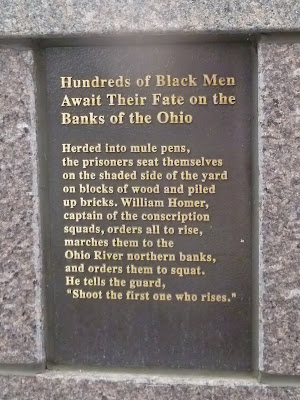 Hundreds of Black Men
Await Their Fate on the
Banks of the Ohio
Herded into mule pens,
the prisoners seat themselves
on the shaded side of the yard
on blocks of wood and piled
up bricks. William Homer,
captain of the conscription
squads, orders all to rise,
marches them to the
Ohio River northern banks,
and orders them to squat.
He tells the guard,
"Shoot the first one who rises."